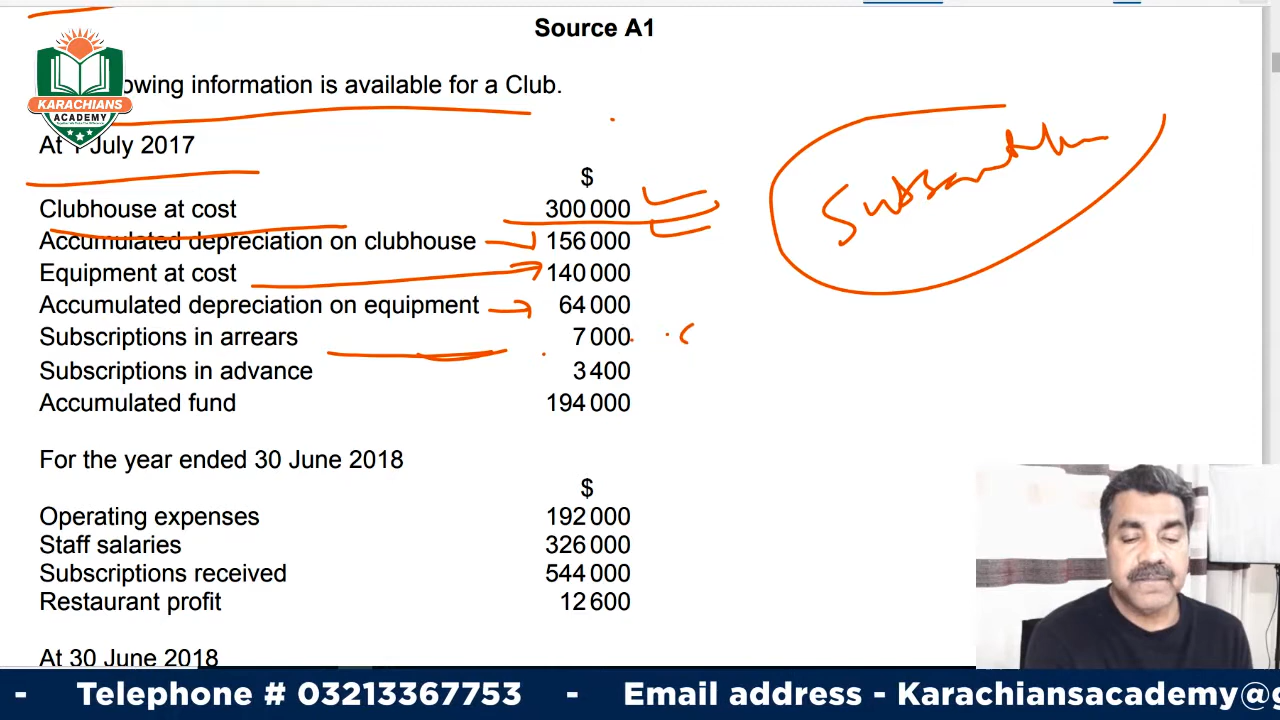 Source A1
owing information is available for a Club.
KARACHIANS
ACADEMY
At 1 July 2017
$
Clubhouse at cost 300 000
Accumulated depreciation on clubhouse 156 000
Equipment at cost 140 000
Accumulated depreciation on equipment 64 000
Subscriptions in arrears 7 000
Subscriptions in advance 3 400
Accumulated fund 194 000
For the year ended 30 June 2018
$
Operating expenses 192 000
Staff salaries 326 000
Subscriptions received 544 000
Restaurant profit 12 600
At 30 June 2018
- Telephone # 03213367753 - Email address - Karachiansacademy@g